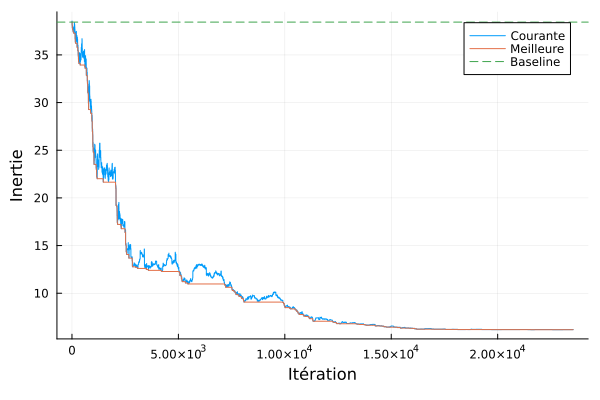 Courante
Meilleure
Baseline
Inertie
35
30
25
20
15
10
0
5.00×10³
1.00×10⁴
1.50×10⁴
2.00×10⁴
Itération